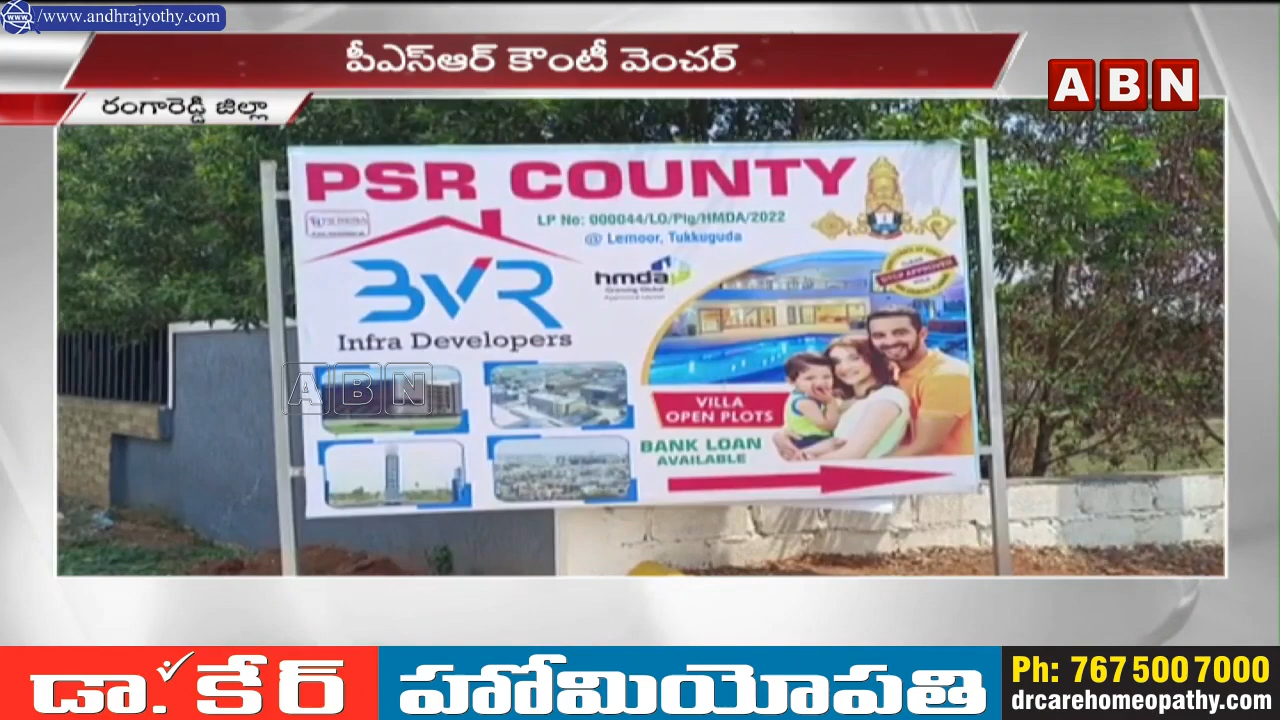 www./www.andhrajyothy.com
పీఎస్ఆర్ కౌంటీ వెంచర్
రంగారెడ్డి జిల్లా
ABN
PSR COUNTY
LP No: 000044/LO/Plg/HMDA/2022
@ Lemoor, Tukkuguda
BVR
Infra Developers
hmda
ABN
VILLA
OPEN PLOTS
BANK LOAN
AVAILABLE
డా. కేర్ హోమియోపతి
Ph: 767 500 7000
drcarehomeopathy.com